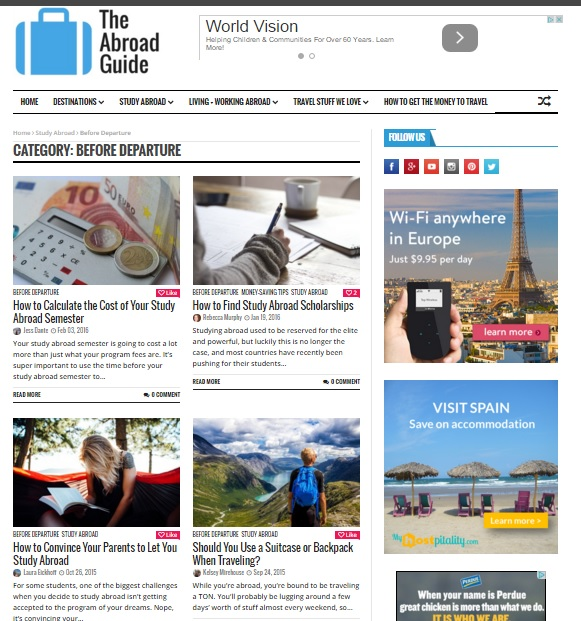 The
Abroad
Guide
World Vision
Helping Children & Communities For Over 60 Years. Learn
More!
HOME DESTINATIONS STUDY ABROAD LIVING + WORKING ABROAD TRAVEL STUFF WE LOVE HOW TO GET THE MONEY TO TRAVEL
Home › Study Abroad › Before Departure
CATEGORY: BEFORE DEPARTURE
BEFORE DEPARTURE Like
How to Calculate the Cost of Your Study
Abroad Semester
Jess Dante Feb 03, 2016
Your study abroad semester is going to cost a lot
more than just what your program fees are. It's
super important to use the time before your
study abroad semester to...
READ MORE 0 COMMENT
BEFORE DEPARTURE MONEY-SAVING TIPS STUDY ABROAD 2
How to Find Study Abroad Scholarships
Rebecca Murphy Jan 19, 2016
Studying abroad used to be reserved for the elite
and powerful, but luckily this is no longer the
case, and most countries have recently been
pushing for their students...
READ MORE 0 COMMENT
BEFORE DEPARTURE STUDY ABROAD Like
How to Convince Your Parents to Let You
Study Abroad
Laura Eickhoff Oct 26, 2015
For some students, one of the biggest challenges
when you decide to study abroad isn't getting
accepted to the program of your dreams. Nope,
it's convincing your...
BEFORE DEPARTURE STUDY ABROAD Like
Should You Use a Suitcase or Backpack
When Traveling?
Kelsey Mirehouse Sep 24, 2015
While you're abroad, you're bound to be traveling
a TON. You'll probably be lugging around a few
days' worth of stuff almost every weekend, so...
FOLLOW US
Wi-Fi anywhere
in Europe
Just $9.95 per day
learn more
VISIT SPAIN
Save on accommodation
Learn more >
My hostpitality.com
PERDUE
When your name is Perdue
great chicken is more than what we do.
IT IS WHO WE ARE